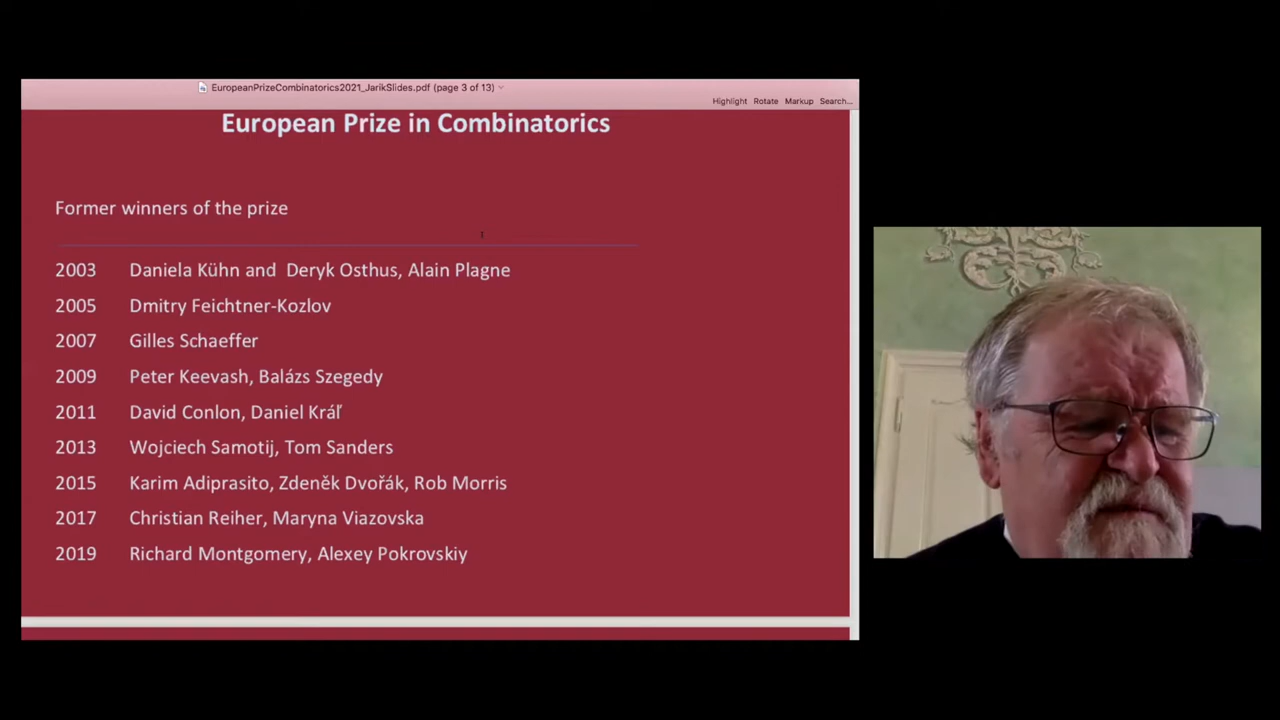 EuropeanPrizeCombinatorics2021_JarikSlides.pdf (page 3 of 13)
Highlight Rotate Markup Search...
European Prize in Combinatorics
Former winners of the prize
2003 Daniela Kühn and Deryk Osthus, Alain Plagne
2005 Dmitry Feichtner-Kozlov
2007 Gilles Schaeffer
2009 Peter Keevash, Balázs Szegedy
2011 David Conlon, Daniel Kráľ
2013 Wojciech Samotij, Tom Sanders
2015 Karim Adiprasito, Zdeněk Dvořák, Rob Morris
2017 Christian Reiher, Maryna Viazovska
2019 Richard Montgomery, Alexey Pokrovskiy